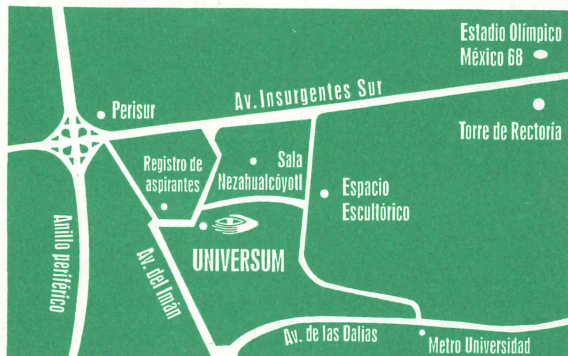 Estadio Olímpico
México 68
Av. Insurgentes Sur
Perisur
Torre de Rectoría
Registro de
aspirantes
Sala
Nezahualcóyotl
Espacio
Escultórico
UNIVERSUM
Anillo periférico
Av. del Imán
Av. de las Dalias
Metro Universidad